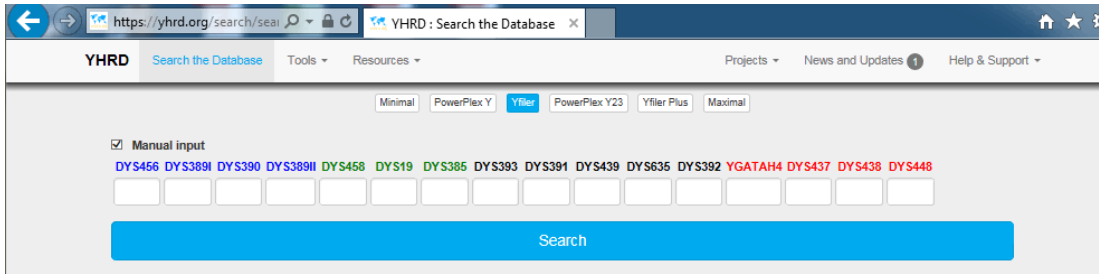 https://yhrd.org/search/sear YHRD : Search the Database
YHRD Search the Database Tools Resources Projects News and Updates 1 Help & Support
Minimal PowerPlex Y Yfiler PowerPlex Y23 Yfiler Plus Maximal
Manual input
DYS456 DYS389I DYS390 DYS389II DYS458 DYS19 DYS385 DYS393 DYS391 DYS439 DYS635 DYS392 YGATAH4 DYS437 DYS438 DYS448
Search